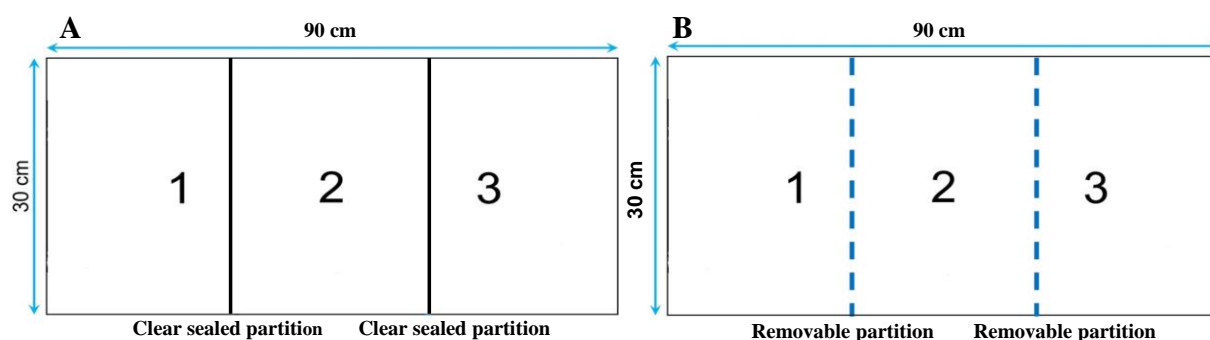 A
90 cm
30 cm
1
2
3
Clear sealed partition
Clear sealed partition
B
90 cm
30 cm
1
2
3
Removable partition
Removable partition